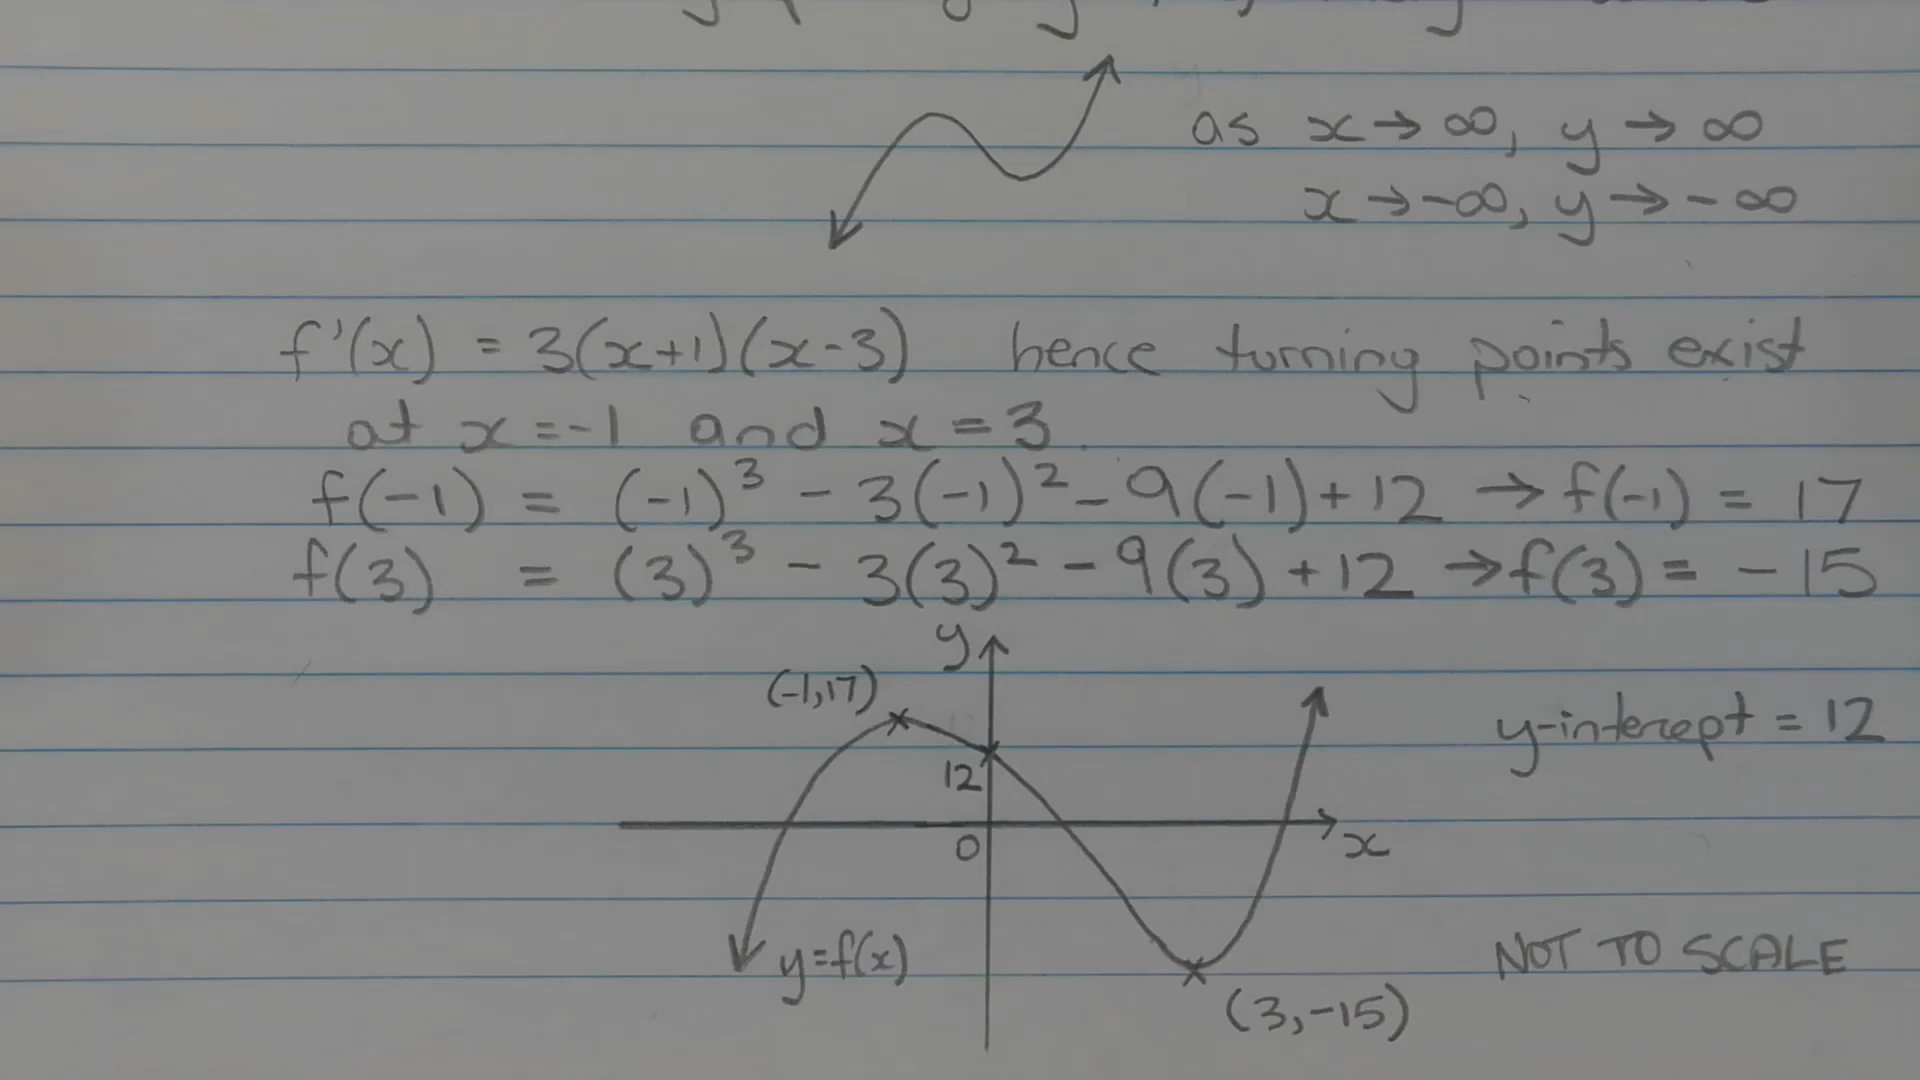 as x → ∞, y → ∞
x → -∞, y → - ∞
f'(x) = 3(x+1)(x-3) hence turning points exist
at x = -1 and x = 3.
f(-1) = (-1)³ - 3(-1)² - 9(-1) + 12 → f(-1) = 17
f(3) = (3)³ - 3(3)² - 9(3) + 12 → f(3) = - 15
y
(-1,17)
y-intercept = 12
12
0
x
y=f(x)
NOT TO SCALE
(3,-15)